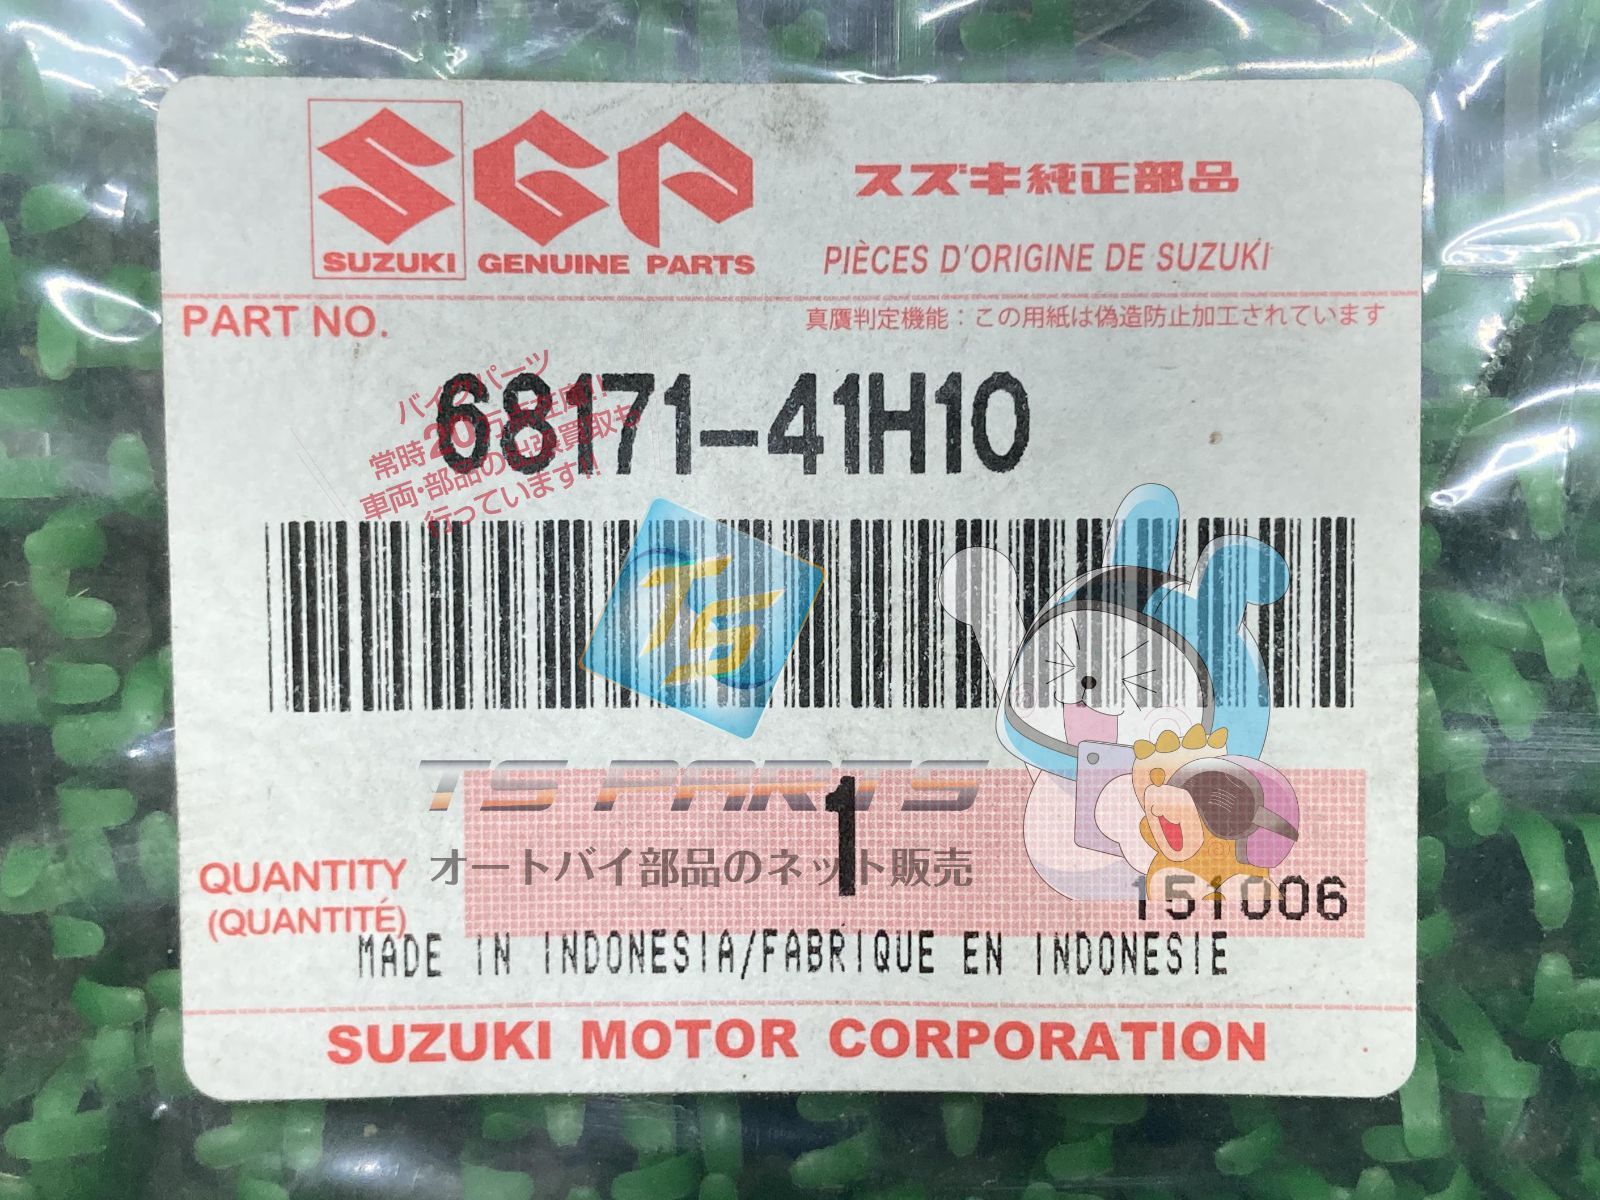 SUZUKI GENUINE PARTS
スズキ純正部品
PIÈCES D'ORIGINE DE SUZUKI
PART NO.
真贋判定機能：この用紙は偽造防止加工されています
68171-41H10
バイクパーツ
常時20万点在庫!!
車両・部品の出張買取も
行っています!!
TS
TS PARTS
オートバイ部品のネット販売
1
QUANTITY
(QUANTITÉ)
151006
MADE IN INDONESIA/FABRIQUE EN INDONESIE
SUZUKI MOTOR CORPORATION